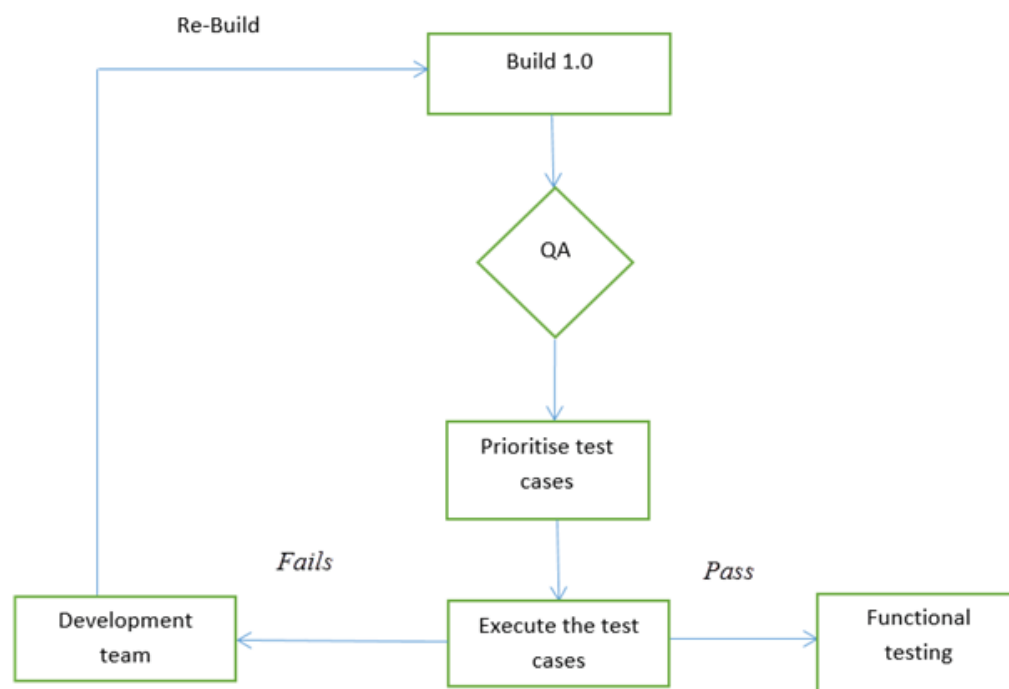 Re-Build
Build 1.0
QA
Prioritise test
cases
Fails
Pass
Development
team
Execute the test
cases
Functional
testing